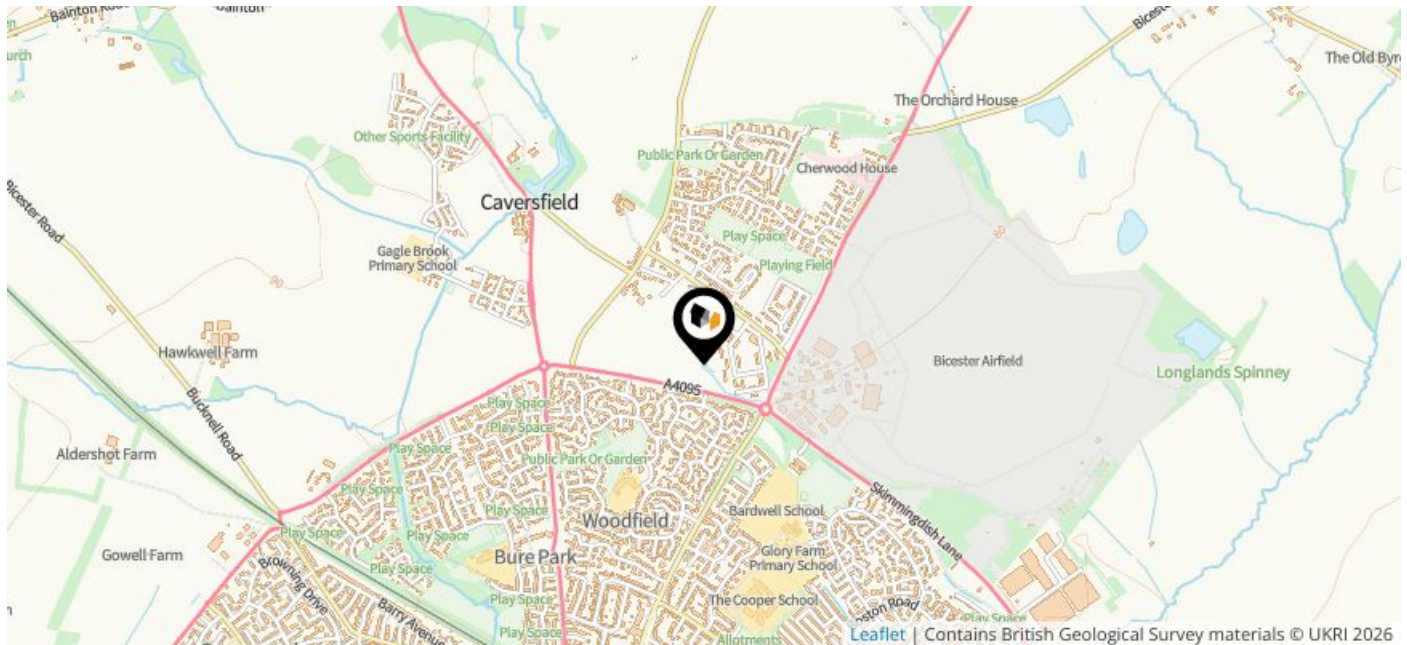 Bainton
Bicester
The Old
The Orchard House
Other Sports Facility
Public Park Or Garden
Cherwood House
Bicester Road
Caversfield
Gagle Brook
Primary School
Play Space
Playing Field
Hawkwell Farm
Bicester Airfield
Longlands Spinney
A4095
Bucknell Road
Play Space
Play Space
Play Space
Aldershot Farm
Public Park Or Garden
Play Space
Skimmingdish Lane
Play Space
Woodfield
Bardwell School
Play Space
Gowell Farm
Play Space
Bure Park
Glory Farm
Primary School
Browning Drive
Play Space
Barry Avenue
Play Space
The Cooper School
Road
Play Space
Play Space
Allotments
Leaflet | Contains British Geological Survey materials © UKRI 2026